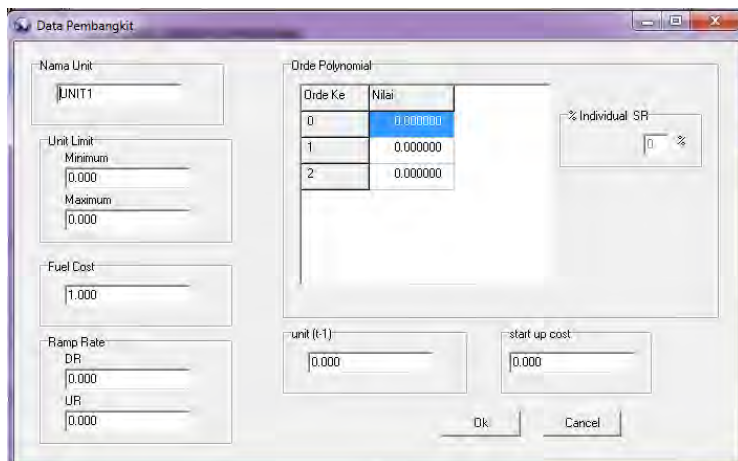 Data Pembangkit
Nama Unit
UNIT1
Unit Limit
Minimum
0.000
Maximum
0.000
Fuel Cost
1.000
Ramp Rate
DR
0.000
UR
0.000
Orde Polynomial
Orde Ke Nilai
0 0.000000
1 0.000000
2 0.000000
% Individual SR
0 %
unit (t-1)
0.000
start up cost
0.000
Ok Cancel